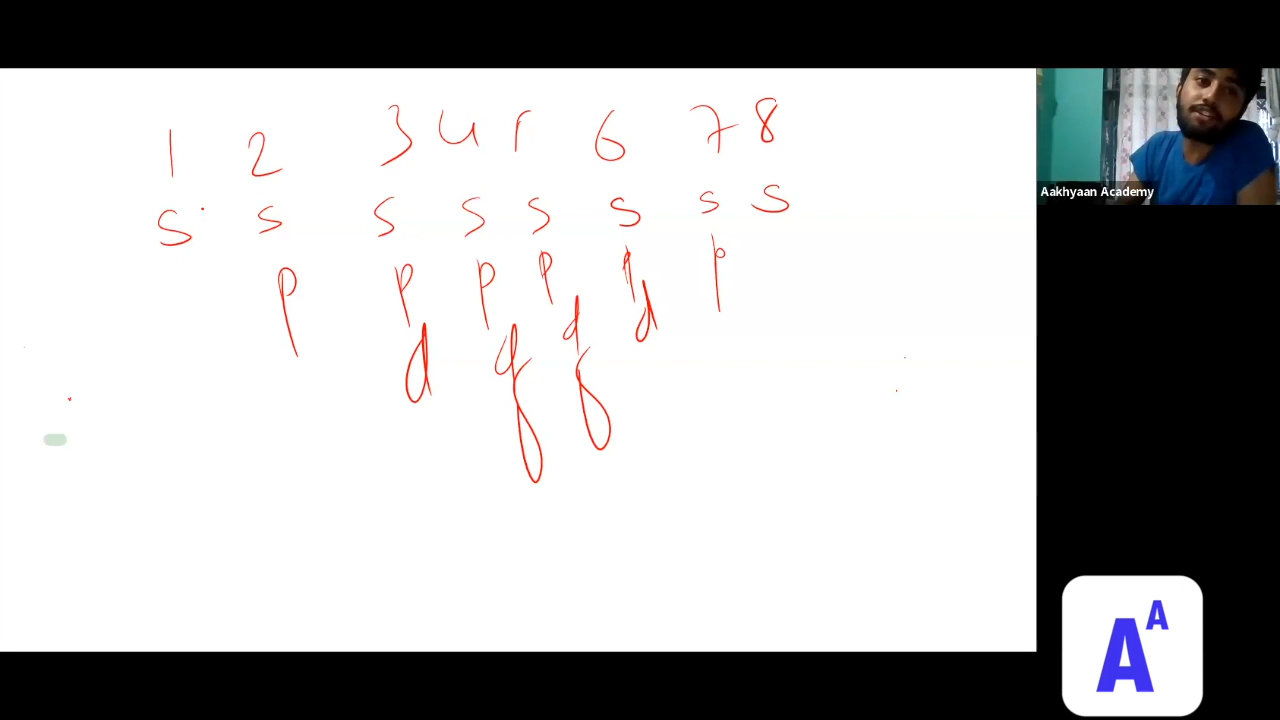 1 2 3 4 5 6 7 8
s s s s s s s s
p p p p p p
d d d d
f f
Aakhyaan Academy
A A